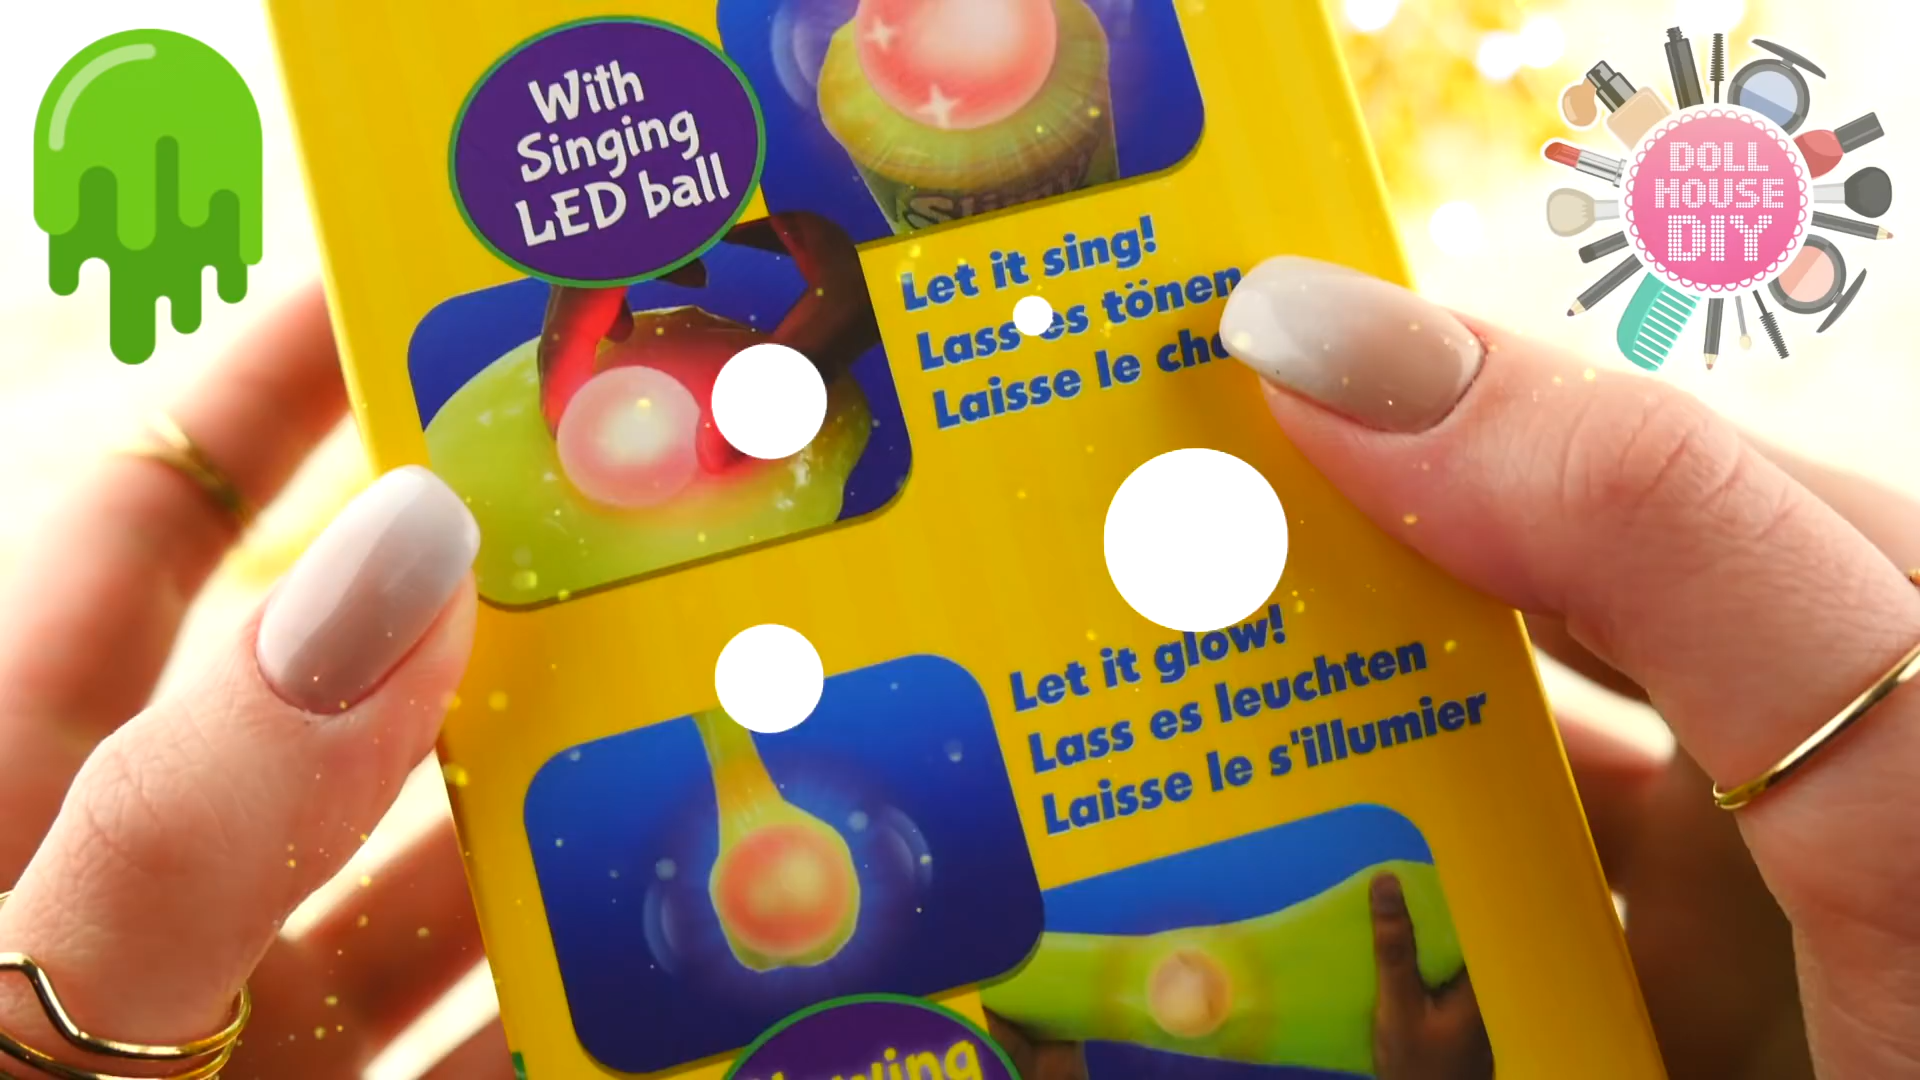 With
Singing
LED ball
Let it sing!
Lass es tönen
Laisse le
Let it glow!
Lass es leuchten
Laisse le s'illumier
DOLL
HOUSE
DIY